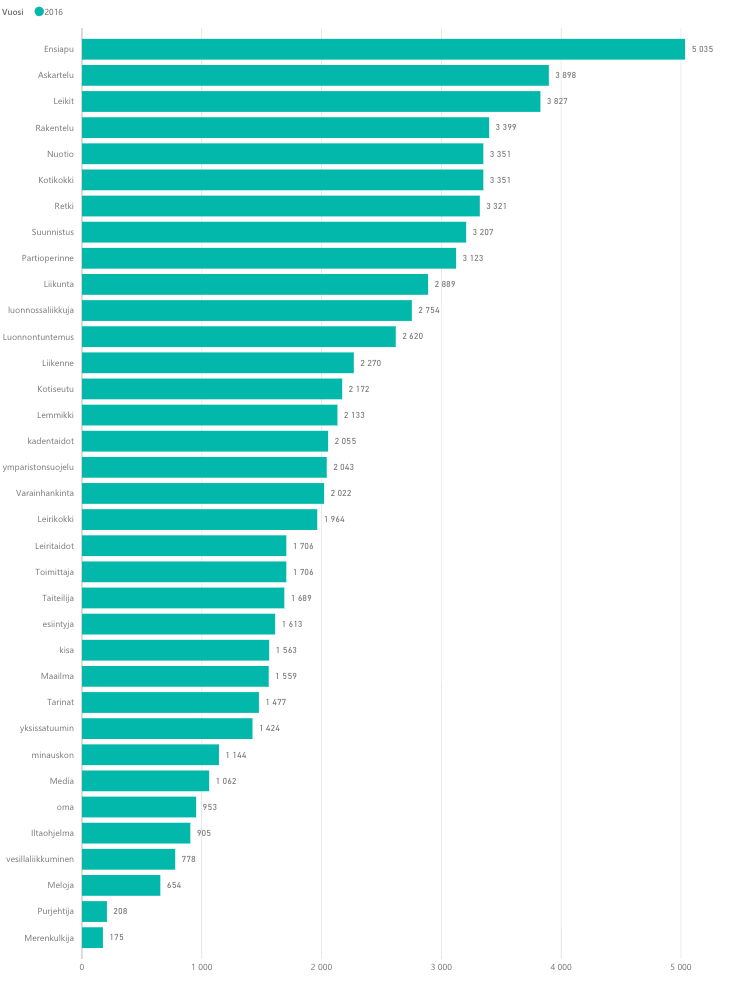 Vuosi 2016
Ensiapu 5 035
Askartelu 3 898
Leikit 3 827
Rakentelu 3 399
Nuotio 3 351
Kotikokki 3 351
Retki 3 321
Suunnistus 3 207
Partioperinne 3 123
Liikunta 2 889
luonnossaliikkuja 2 754
Luonnontuntemus 2 620
Liikenne 2 270
Kotiseutu 2 172
Lemmikki 2 133
kadentaidot 2 055
ymparistonsuojelu 2 043
Varainhankinta 2 022
Leirikokki 1 964
Leiritaidot 1 706
Toimittaja 1 706
Taiteilija 1 689
esiintyja 1 613
kisa 1 563
Maailma 1 559
Tarinat 1 477
yksissatuumin 1 424
minauskon 1 144
Media 1 062
oma 953
Iltaohjelma 905
vesillaliikkuminen 778
Meloja 654
Purjehtija 208
Merenkulkija 175
0 1 000 2 000 3 000 4 000 5 000